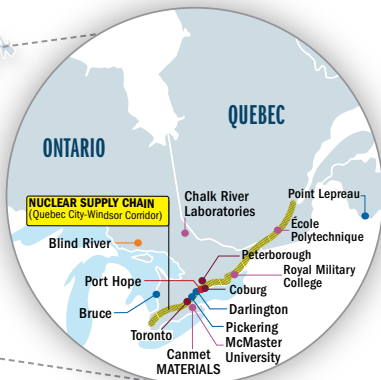 QUEBEC
ONTARIO
NUCLEAR SUPPLY CHAIN
(Quebec City-Windsor Corridor)
Chalk River
Laboratories
Point Lepreau
École
Polytechnique
Blind River
Peterborough
Royal Military
College
Port Hope
Coburg
Bruce
Darlington
Pickering
Toronto
McMaster
University
Canmet
MATERIALS